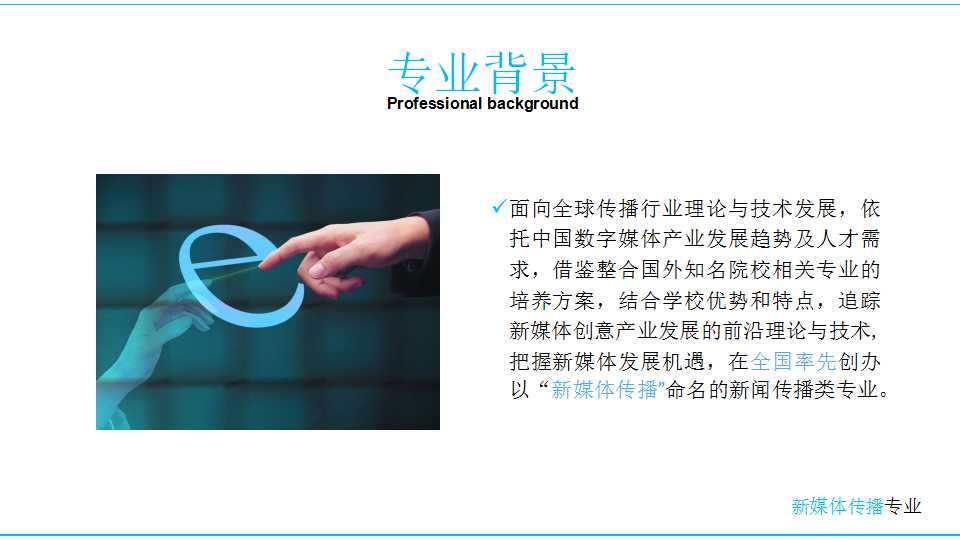 专业背景
Professional background
e
✓面向全球传播行业理论与技术发展，依
托中国数字媒体产业发展趋势及人才需
求，借鉴整合国外知名院校相关专业的
培养方案，结合学校优势和特点，追踪
新媒体创意产业发展的前沿理论与技术,
把握新媒体发展机遇，在全国率先创办
以“新媒体传播”命名的新闻传播类专业。
新媒体传播专业